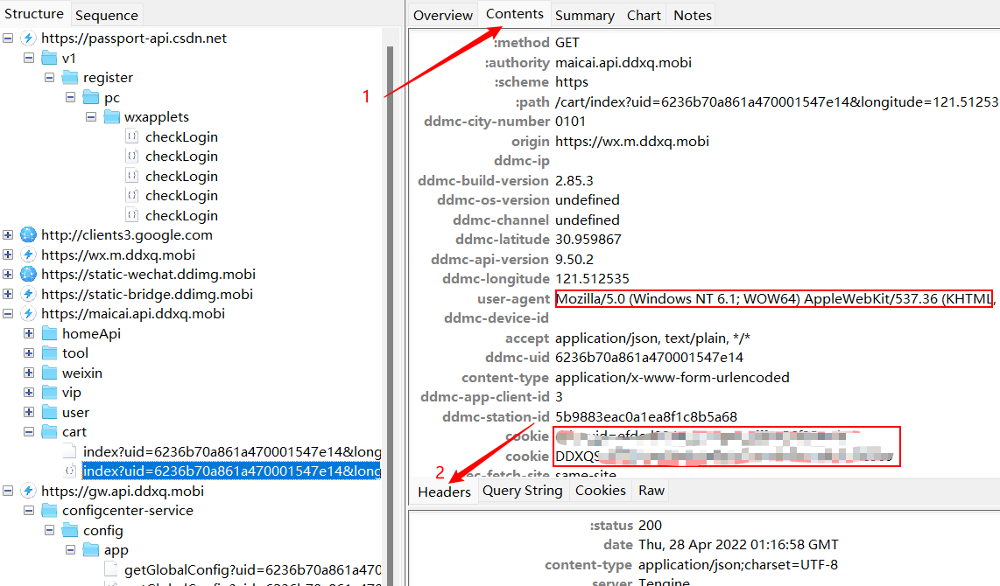 Structure Sequence
https://passport-api.csdn.net
v1
register
pc
wxapplets
checkLogin
checkLogin
checkLogin
checkLogin
checkLogin
http://clients3.google.com
https://wx.m.ddxq.mobi
https://static-wechat.ddimg.mobi
https://static-bridge.ddimg.mobi
https://maicai.api.ddxq.mobi
homeApi
tool
weixin
vip
user
cart
index?uid=6236b70a861a470001547e14&long
index?uid=6236b70a861a470001547e14&long
https://gw.api.ddxq.mobi
configcenter-service
config
app
getGlobalConfig?uid=6236b70a861a470
Overview Contents Summary Chart Notes
1
:method GET
:authority maicai.api.ddxq.mobi
:scheme https
:path /cart/index?uid=6236b70a861a470001547e14&longitude=121.51253
ddmc-city-number 0101
origin https://wx.m.ddxq.mobi
ddmc-ip
ddmc-build-version 2.85.3
ddmc-os-version undefined
ddmc-channel undefined
ddmc-latitude 30.959867
ddmc-api-version 9.50.2
ddmc-longitude 121.512535
user-agent Mozilla/5.0 (Windows NT 6.1; WOW64) AppleWebKit/537.36 (KHTML,
ddmc-device-id
accept application/json, text/plain, */*
ddmc-uid 6236b70a861a470001547e14
content-type application/x-www-form-urlencoded
ddmc-app-client-id 3
ddmc-station-id 5b9883eac0a1ea8f1c8b5a68
cookie
cookie DDXQS
same-site
2
Headers Query String Cookies Raw
:status 200
date Thu, 28 Apr 2022 01:16:58 GMT
content-type application/json;charset=UTF-8
server Tengine